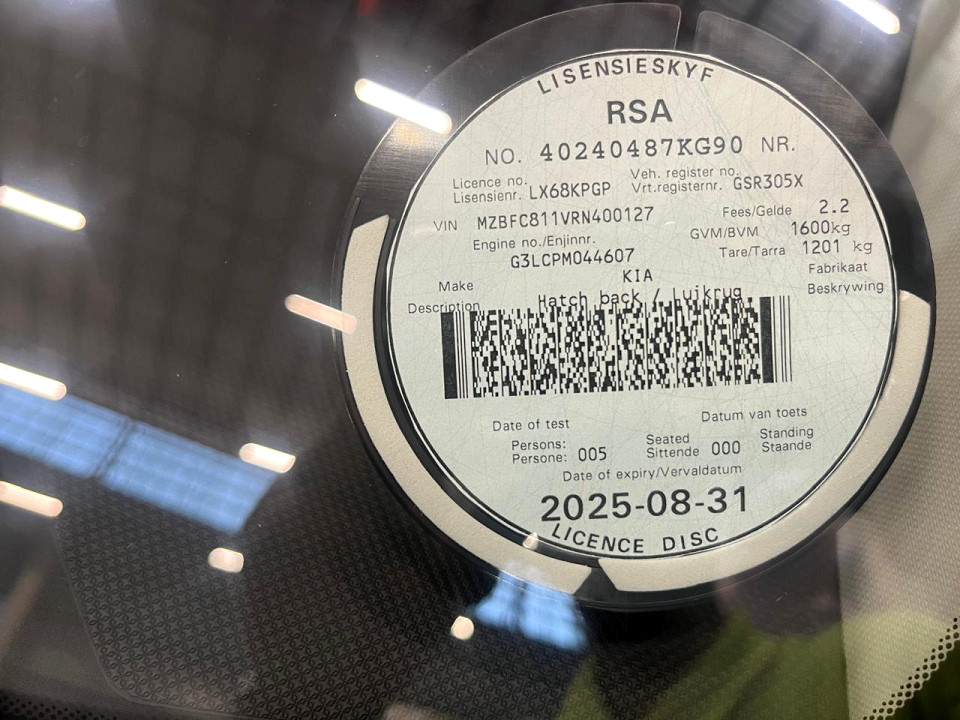 LISENSIESKYF
RSA
NO. 40240487KG90 NR.
Licence no. Veh. register no.
Lisensienr. LX68KPGP Vrt.registernr. GSR305X
VIN MZBFC811VRN400127 Fees/Gelde 2.2
Engine no./Enjinnr. GVM/BVM 1600kg
G3LCPM044607 Tare/Tarra 1201 kg
Make KIA Fabrikaat
Description Hatch back / Luikrug Beskrywing
Date of test Datum van toets
Persons: Seated Standing
Persone: 005 Sittende 000 Staande
Date of expiry/Vervaldatum
2025-08-31
LICENCE DISC